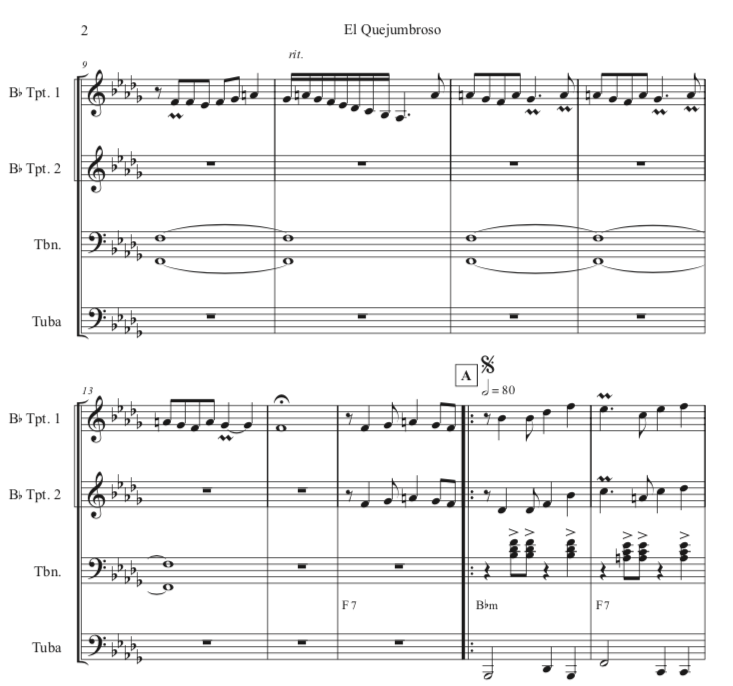 2
El Quejumbroso
9
rit.
B♭ Tpt. 1
B♭ Tpt. 2
Tbn.
Tuba
13
A
𝅗𝅥 = 80
B♭ Tpt. 1
B♭ Tpt. 2
Tbn.
F7 B♭m F7
Tuba